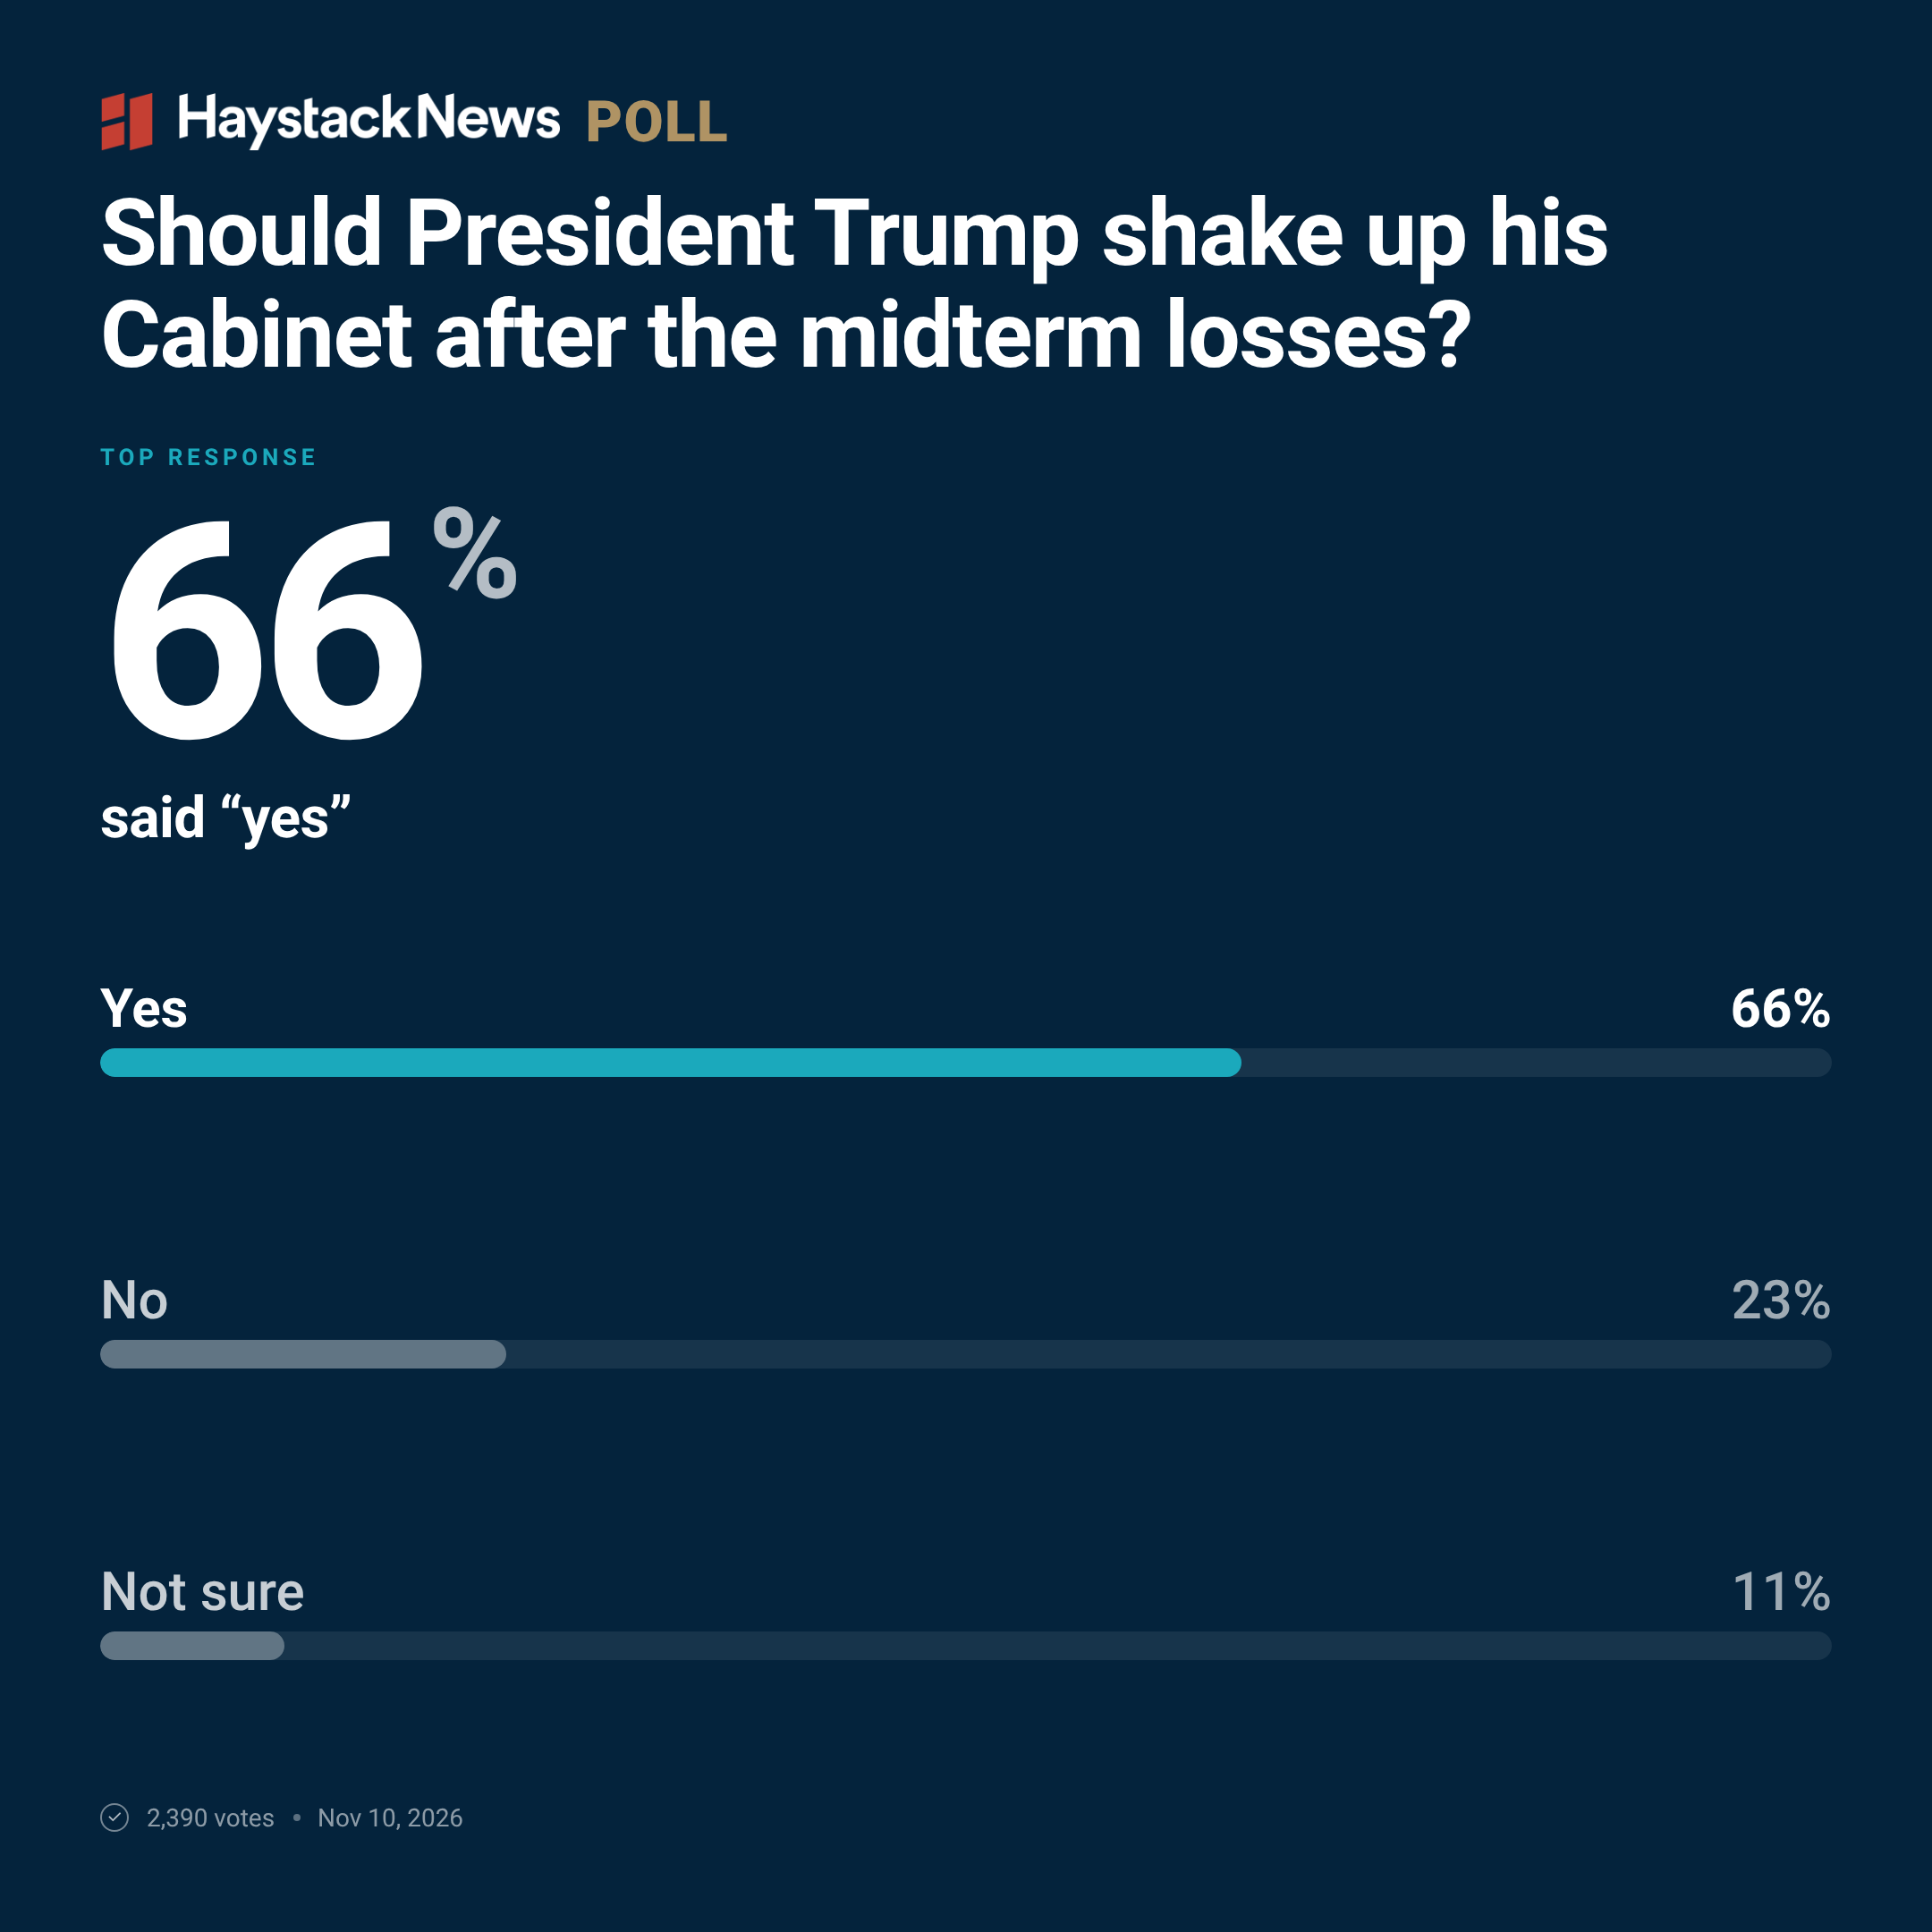 HaystackNews POLL
Should President Trump shake up his
Cabinet after the midterm losses?
TOP RESPONSE
66%
said “yes”
Yes 66%
No 23%
Not sure 11%
2,390 votes • Nov 10, 2026